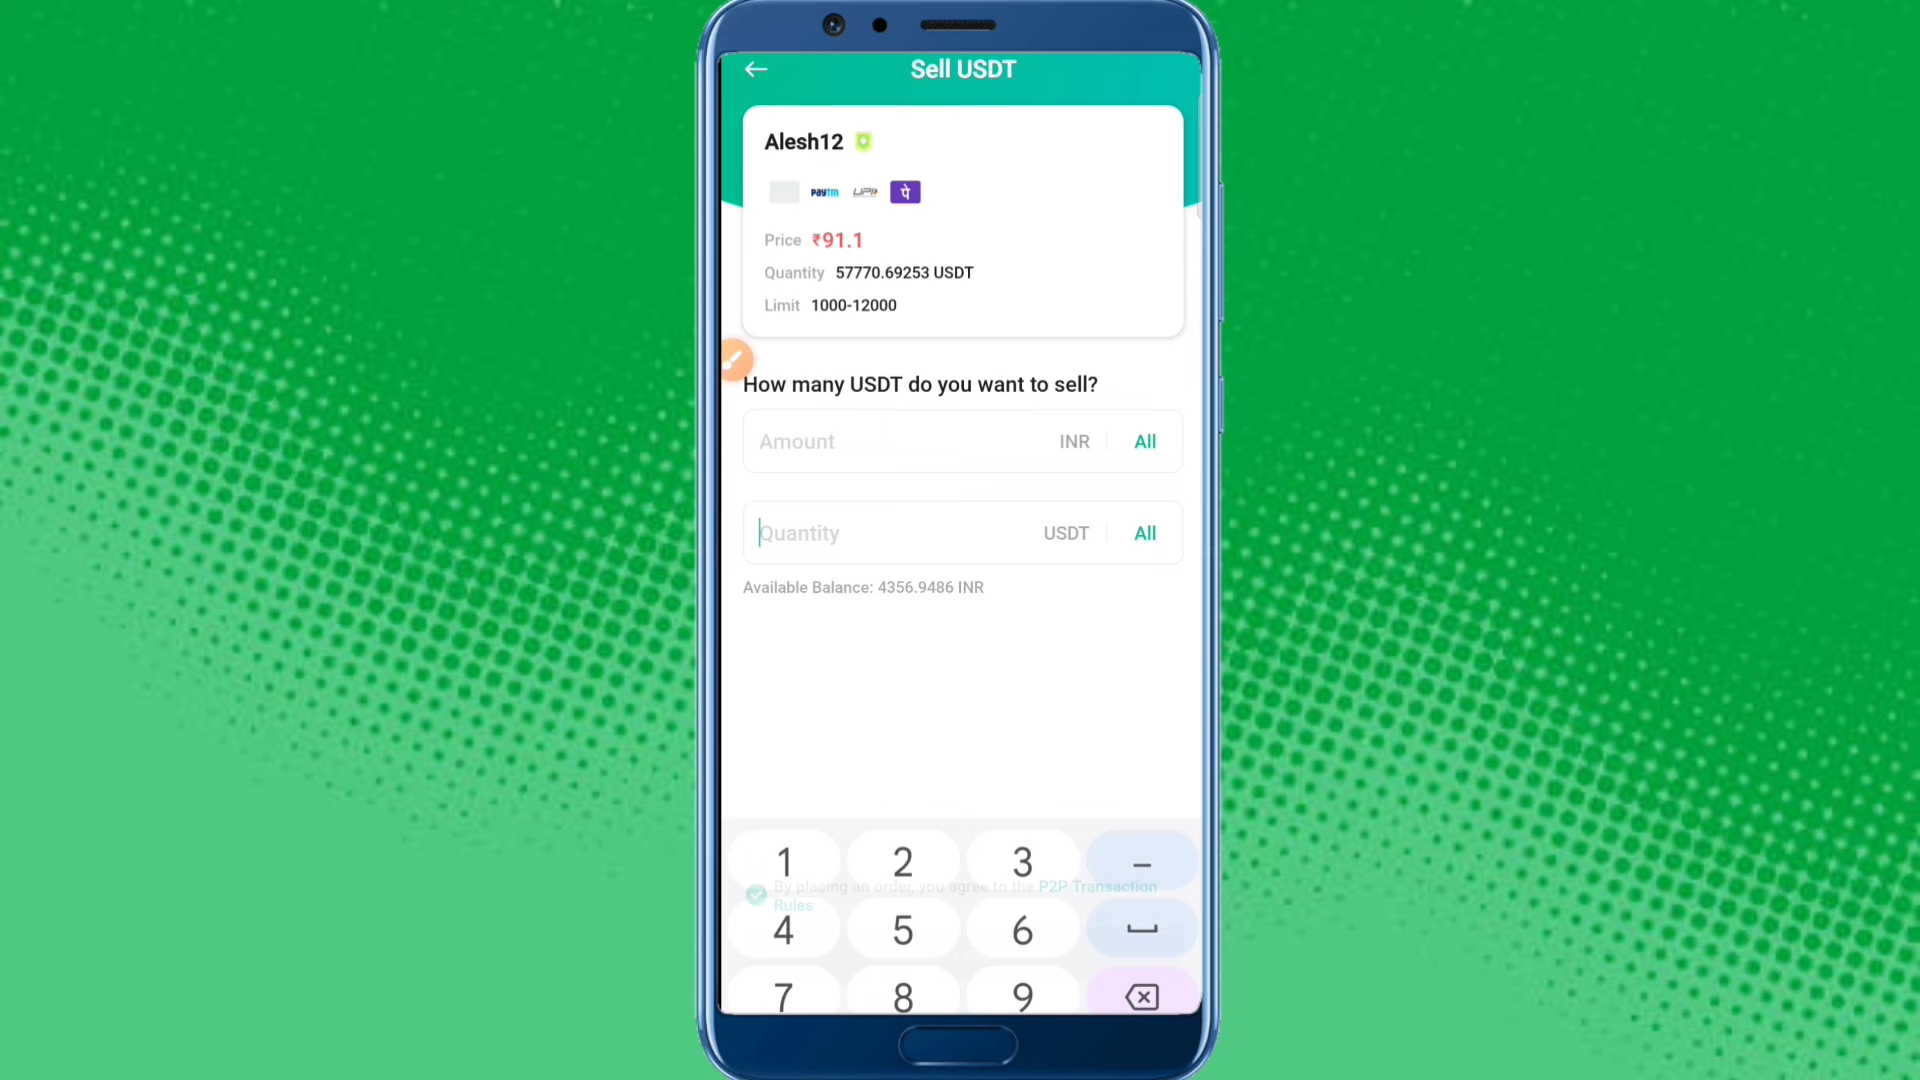 Sell USDT
Alesh12
Paytm UPI पे
Price ₹91.1
Quantity 57770.69253 USDT
Limit 1000-12000
How many USDT do you want to sell?
Amount INR All
Quantity USDT All
Available Balance: 4356.9486 INR
1 2 3 –
By placing an order, you agree to the P2P Transaction
Rules
4 5 6
7 8 9